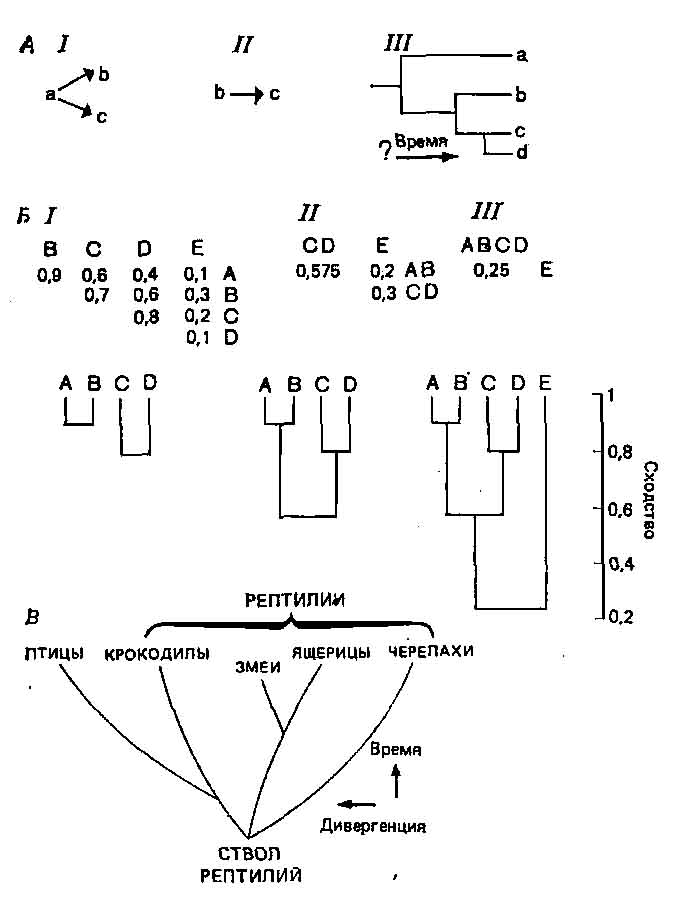 А I II III
a b c
b c
a
b
c
d
? Время
Б I II III
B C D E
0,9 0,6 0,4 0,1 A
0,7 0,6 0,3 B
0,8 0,2 C
0,1 D
CD E
0,575 0,2 AB
0,3 CD
ABCD
0,25 E
A B C D
A B C D
A B C D E
1
0,8
0,6
0,4
0,2
Сходство
В
РЕПТИЛИИ
ПТИЦЫ КРОКОДИЛЫ ЗМЕИ ЯЩЕРИЦЫ ЧЕРЕПАХИ
Время
Дивергенция
СТВОЛ
РЕПТИЛИЙ